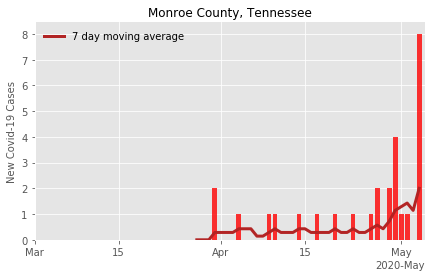 Monroe County, Tennessee
7 day moving average
New Covid-19 Cases
8
7
6
5
4
3
2
1
0
Mar 15 Apr 15 May
2020-May